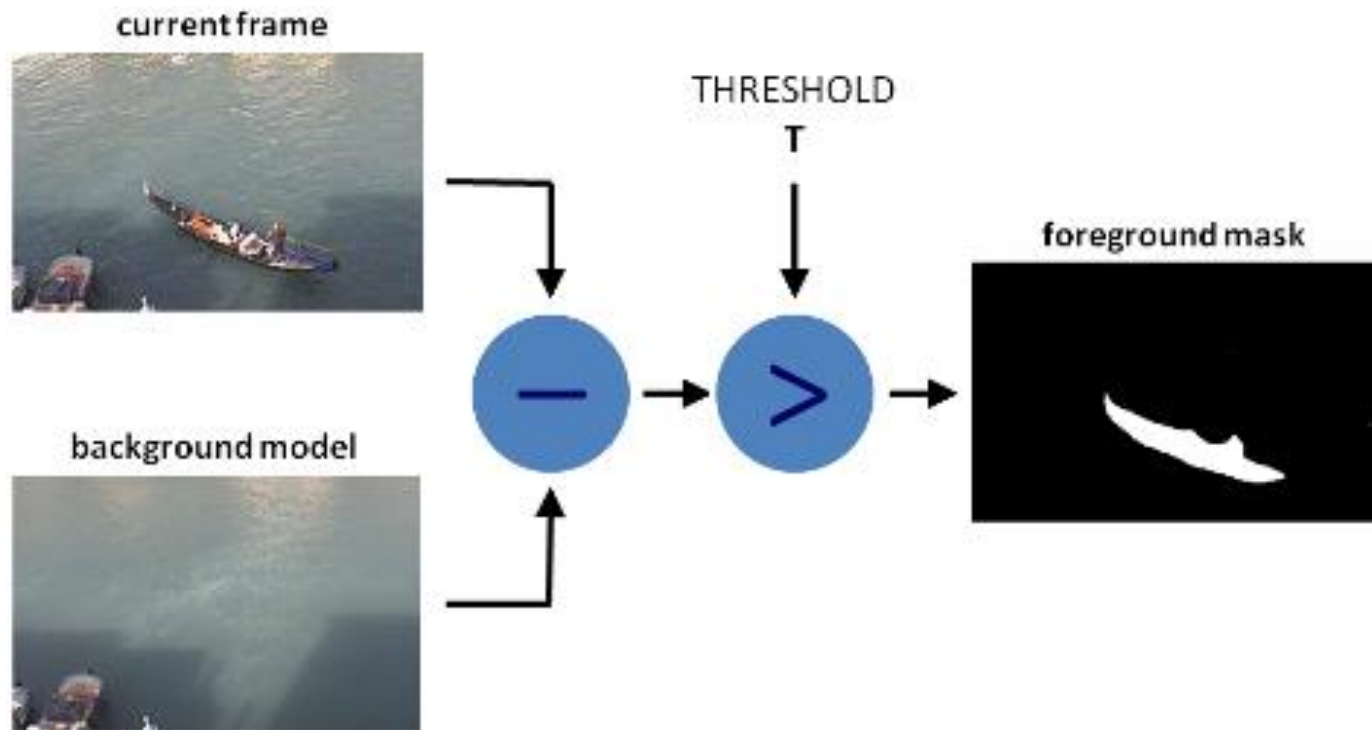 current frame
THRESHOLD
T
foreground mask
background model
−
>